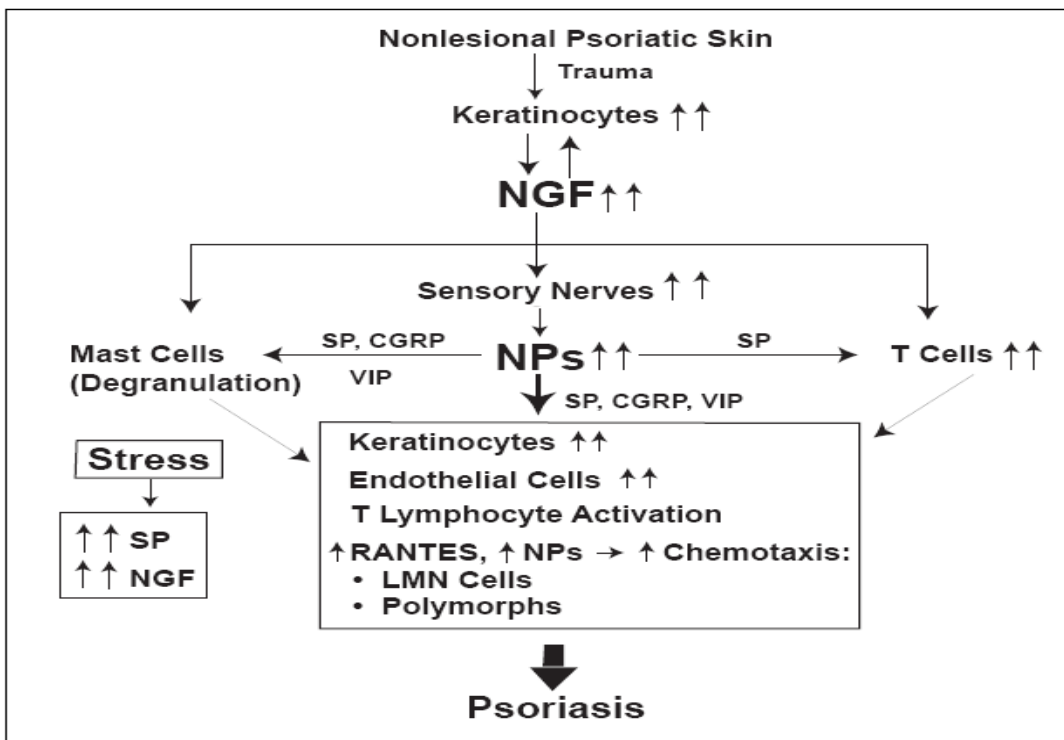 Nonlesional Psoriatic Skin
Trauma
Keratinocytes ↑↑
NGF ↑↑
Sensory Nerves ↑↑
SP, CGRP
VIP
Mast Cells
(Degranulation)
NPs ↑↑
SP
T Cells ↑↑
SP, CGRP, VIP
Stress
↑↑ SP
↑↑ NGF
Keratinocytes ↑↑
Endothelial Cells ↑↑
T Lymphocyte Activation
↑RANTES, ↑ NPs → ↑ Chemotaxis:
• LMN Cells
• Polymorphs
Psoriasis